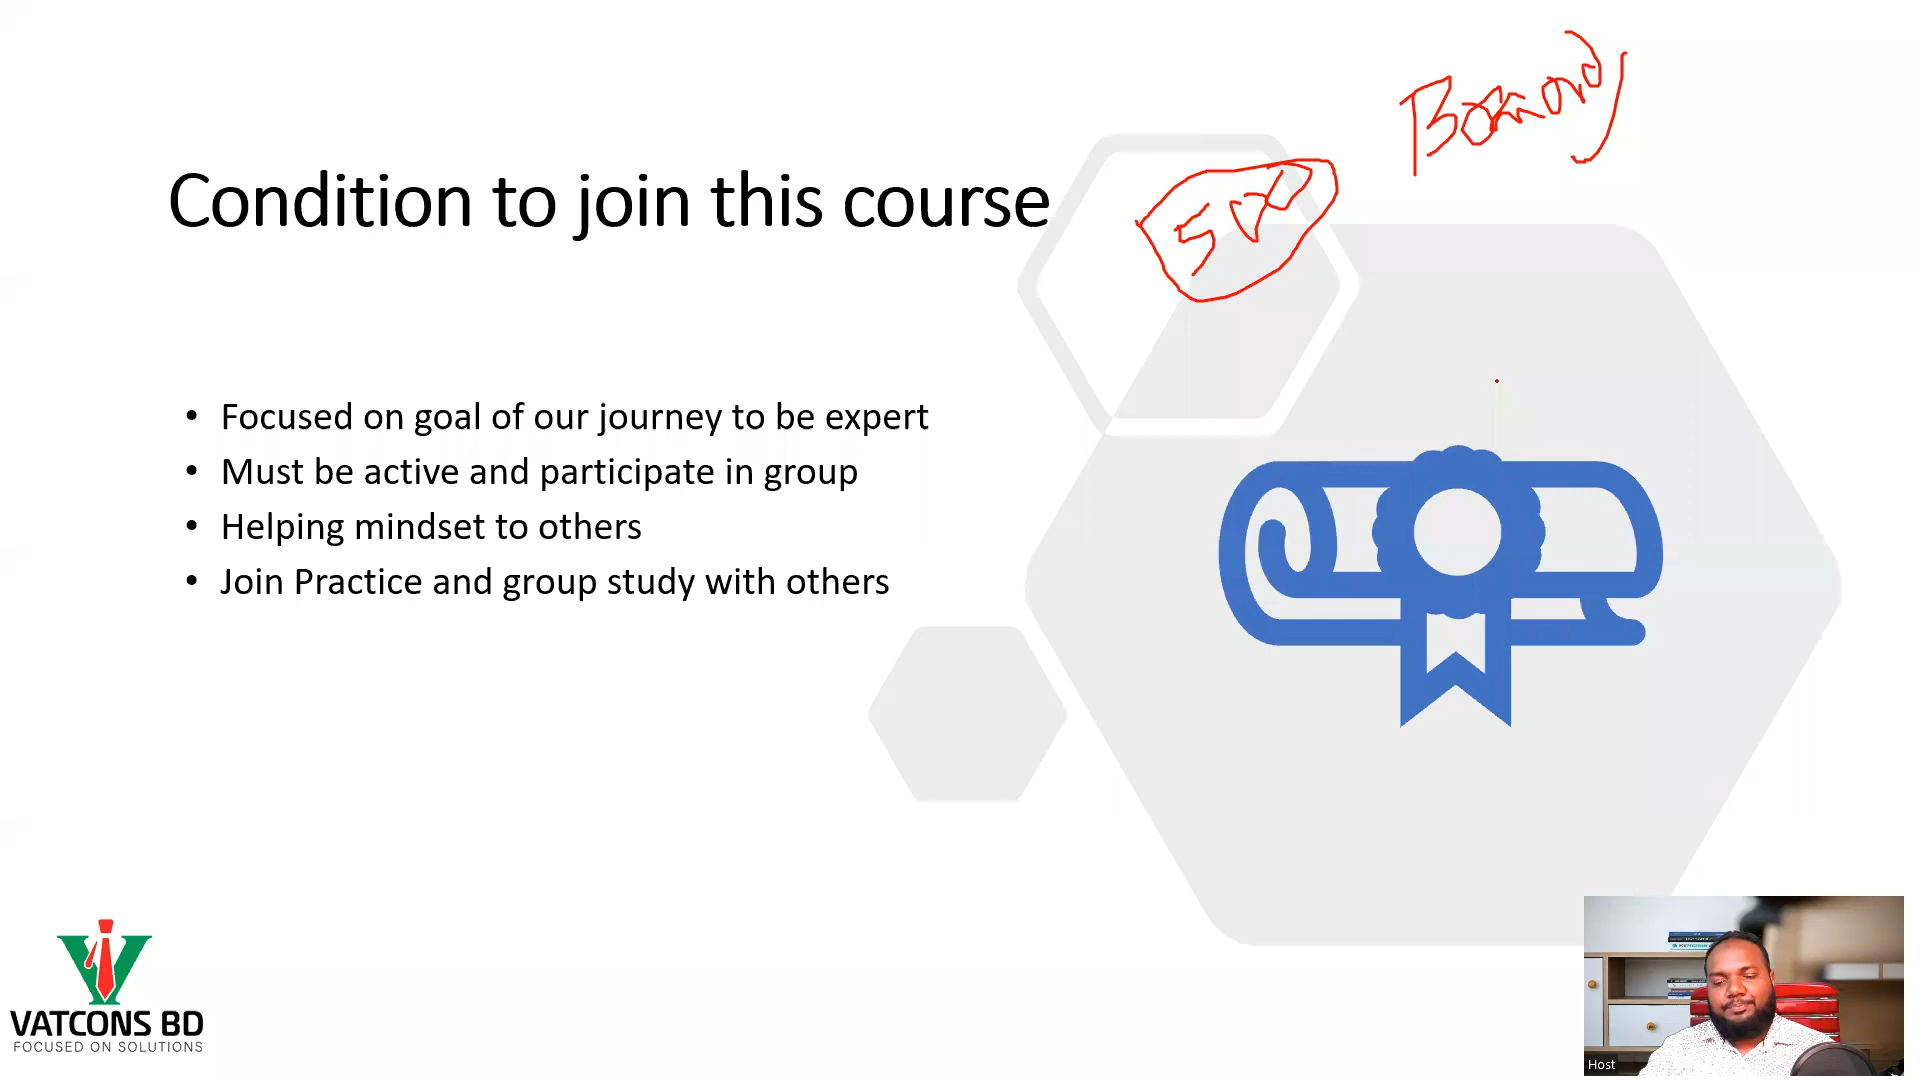 Condition to join this course
• Focused on goal of our journey to be expert
• Must be active and participate in group
• Helping mindset to others
• Join Practice and group study with others
VATCONS BD
FOCUSED ON SOLUTIONS
Host